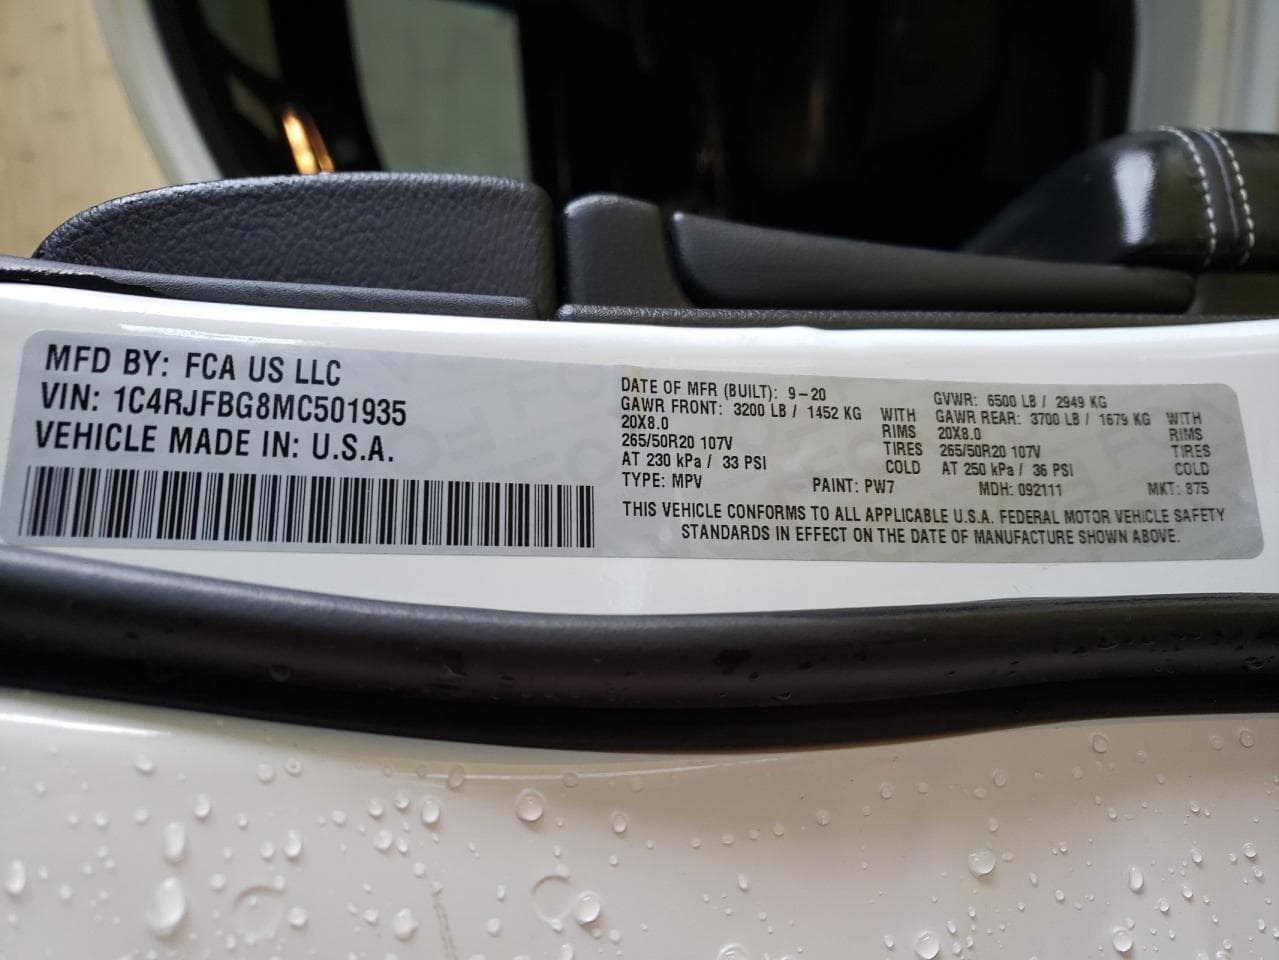 MFD BY: FCA US LLC
VIN: 1C4RJFBG8MC501935
VEHICLE MADE IN: U.S.A.
DATE OF MFR (BUILT): 9-20 GVWR: 6500 LB / 2949 KG
GAWR FRONT: 3200 LB / 1452 KG WITH GAWR REAR: 3700 LB / 1679 KG WITH
20X8.0 RIMS 20X8.0 RIMS
265/50R20 107V TIRES 265/50R20 107V TIRES
AT 230 kPa / 33 PSI COLD AT 250 kPa / 36 PSI COLD
TYPE: MPV PAINT: PW7 MDH: 092111 MKT: 875
THIS VEHICLE CONFORMS TO ALL APPLICABLE U.S.A. FEDERAL MOTOR VEHICLE SAFETY
STANDARDS IN EFFECT ON THE DATE OF MANUFACTURE SHOWN ABOVE.